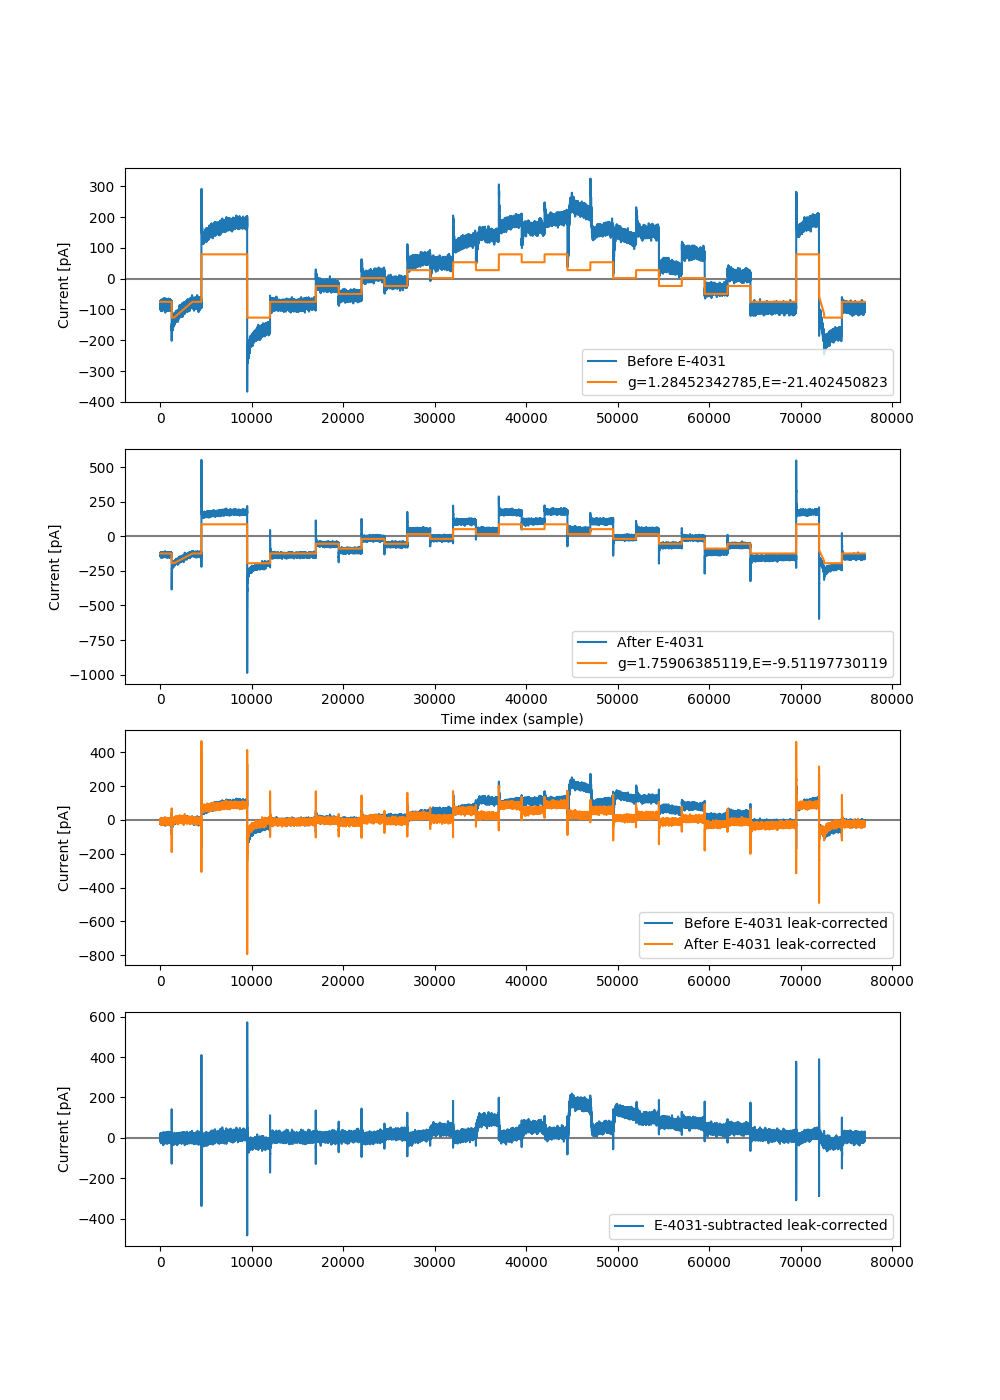 300
200
100
0
−100
−200
−300
−400
Current [pA]
Before E-4031
g=1.28452342785,E=-21.402450823
0 10000 20000 30000 40000 50000 60000 70000 80000
500
250
0
−250
−500
−750
−1000
Current [pA]
After E-4031
g=1.75906385119,E=-9.51197730119
0 10000 20000 30000 40000 50000 60000 70000 80000
Time index (sample)
400
200
0
−200
−400
−600
−800
Current [pA]
Before E-4031 leak-corrected
After E-4031 leak-corrected
0 10000 20000 30000 40000 50000 60000 70000 80000
600
400
200
0
−200
−400
Current [pA]
E-4031-subtracted leak-corrected
0 10000 20000 30000 40000 50000 60000 70000 80000